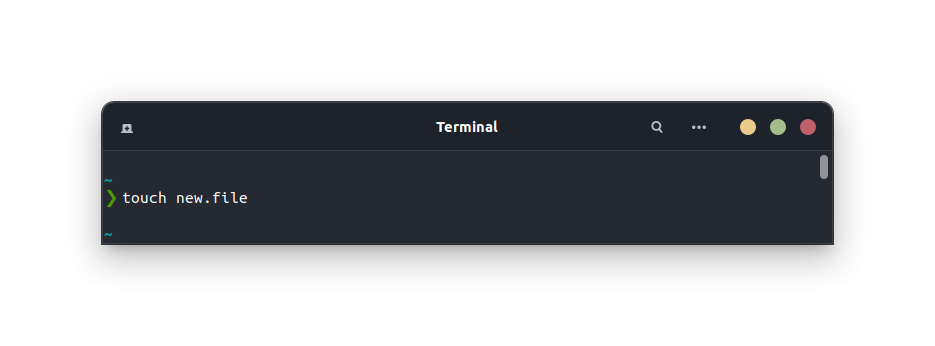 Terminal
~
❯ touch new.file
~